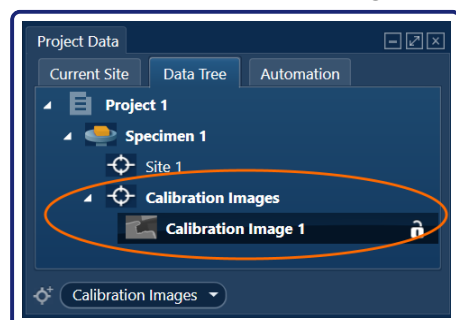 Project Data
Current Site Data Tree Automation
Project 1
Specimen 1
Site 1
Calibration Images
Calibration Image 1
Calibration Images